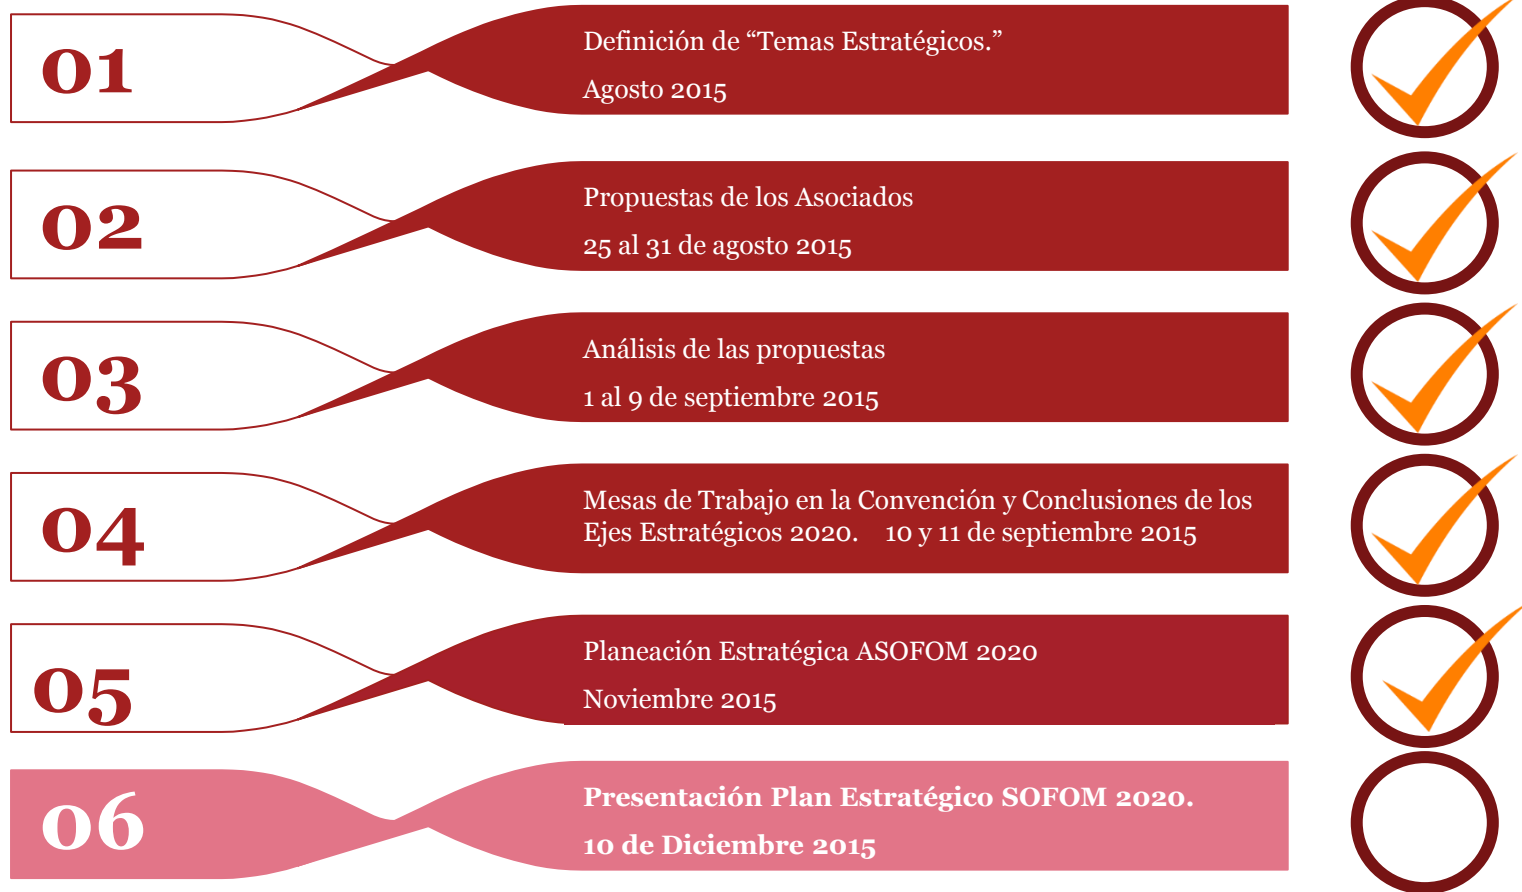 01
Definición de “Temas Estratégicos.”
Agosto 2015
02
Propuestas de los Asociados
25 al 31 de agosto 2015
03
Análisis de las propuestas
1 al 9 de septiembre 2015
04
Mesas de Trabajo en la Convención y Conclusiones de los
Ejes Estratégicos 2020. 10 y 11 de septiembre 2015
05
Planeación Estratégica ASOFOM 2020
Noviembre 2015
06
Presentación Plan Estratégico SOFOM 2020.
10 de Diciembre 2015